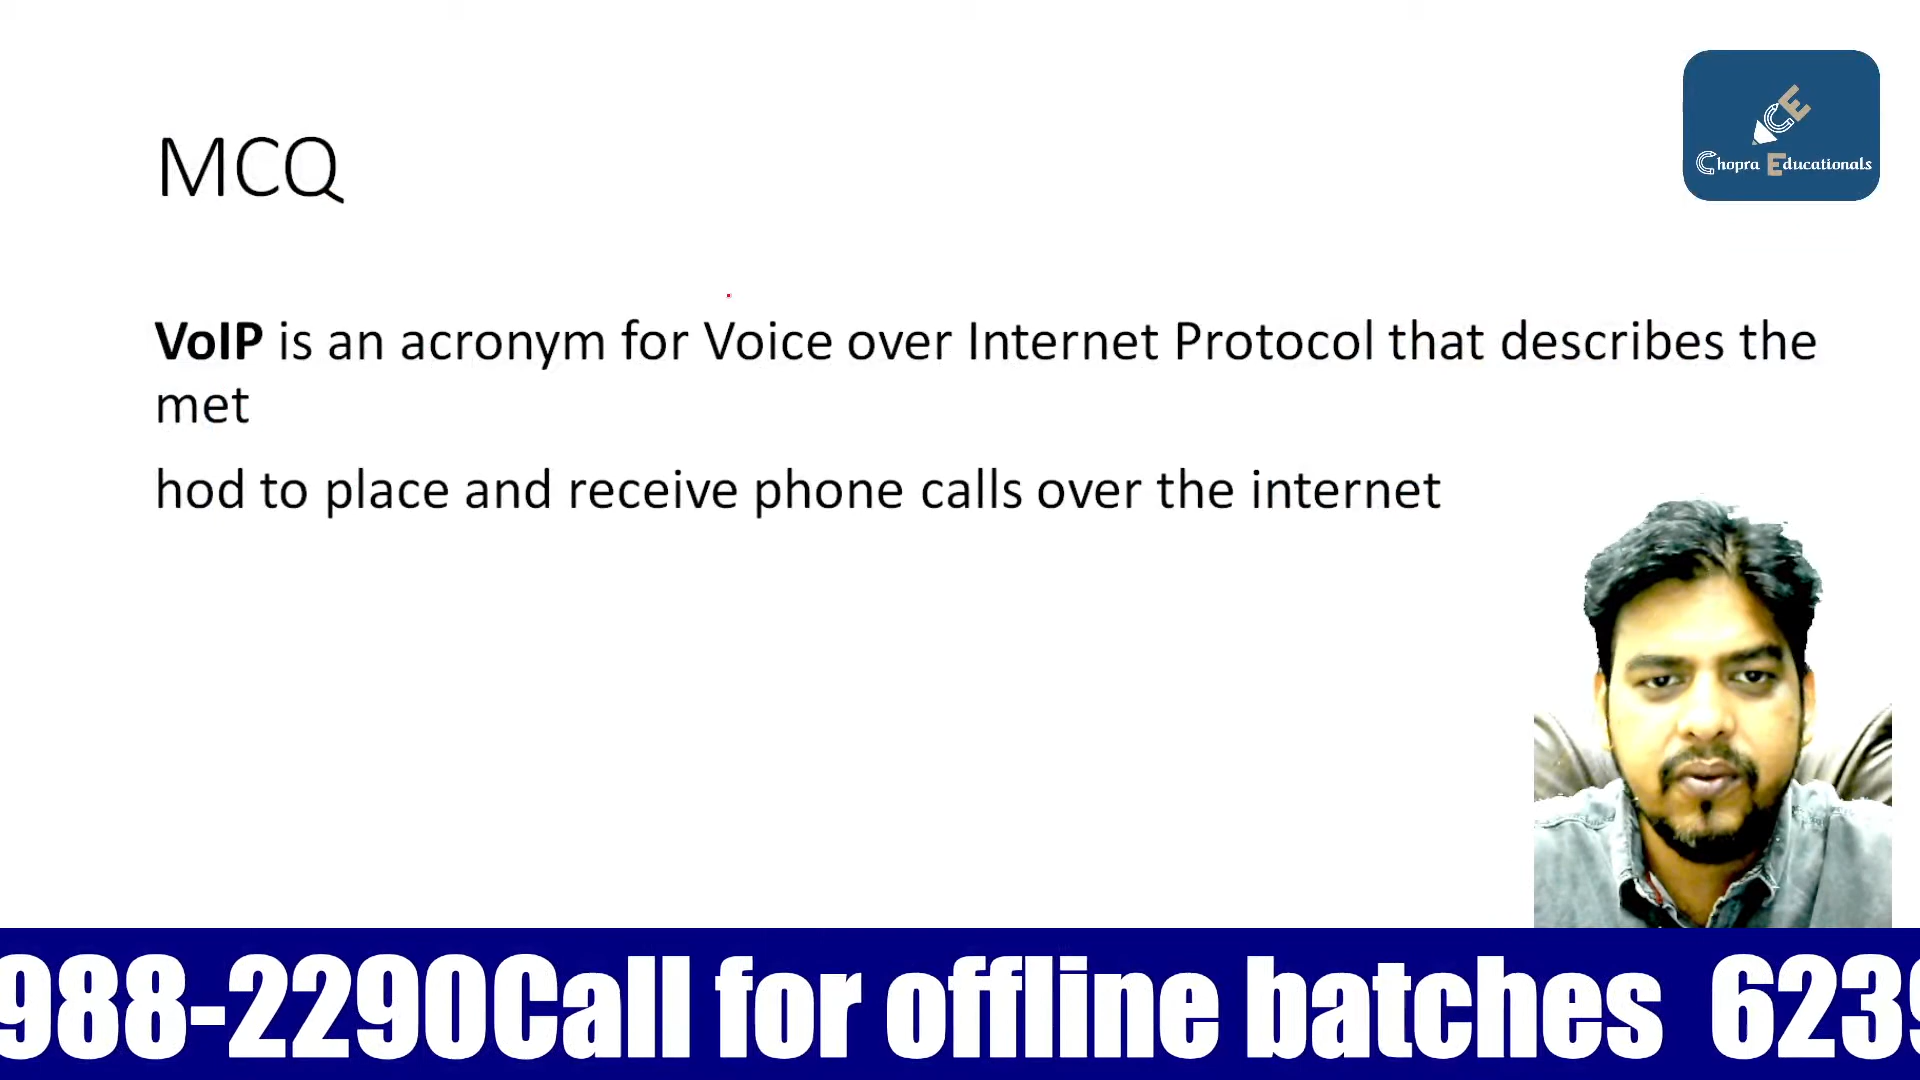 MCQ
Chopra Educationals
VoIP is an acronym for Voice over Internet Protocol that describes the
met
hod to place and receive phone calls over the internet
988-2290Call for offline batches 6239